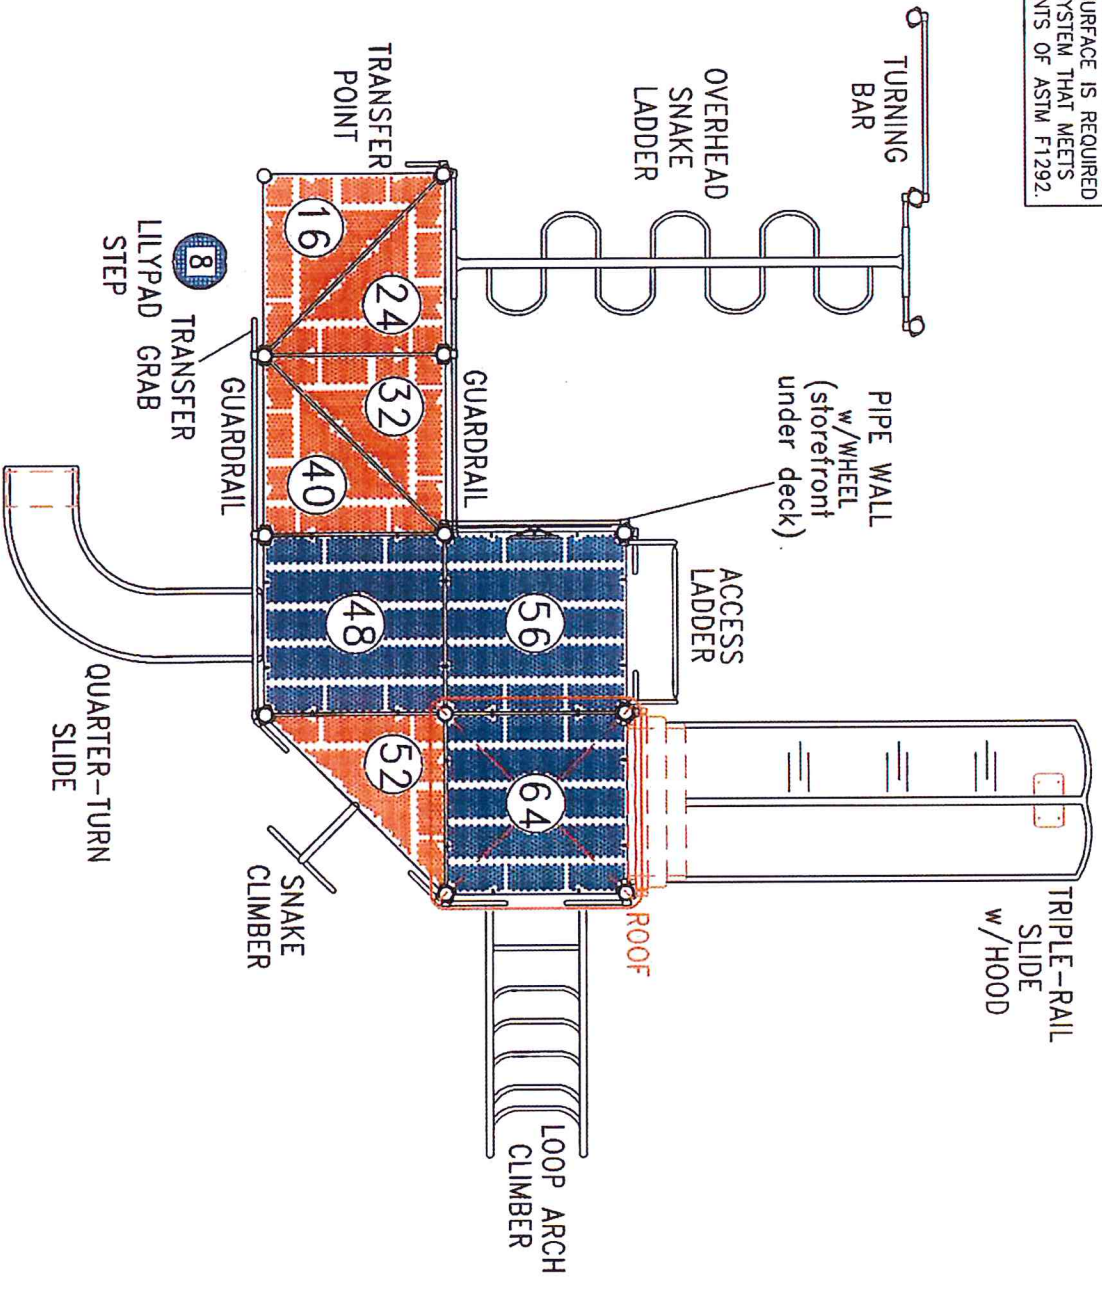 URFACE IS REQUIRED
YSTEM THAT MEETS
NTS OF ASTM F1292.
TURNING
BAR
OVERHEAD
SNAKE
LADDER
TRANSFER
POINT
PIPE WALL
w/WHEEL
(storefront
under deck)
ACCESS
LADDER
TRIPLE-RAIL
SLIDE
w/HOOD
ROOF
LOOP ARCH
CLIMBER
SNAKE
CLIMBER
QUARTER-TURN
SLIDE
GUARDRAIL
GUARDRAIL
TRANSFER
LILYPAD GRAB
STEP
8
16
24
32
40
48
56
52
64